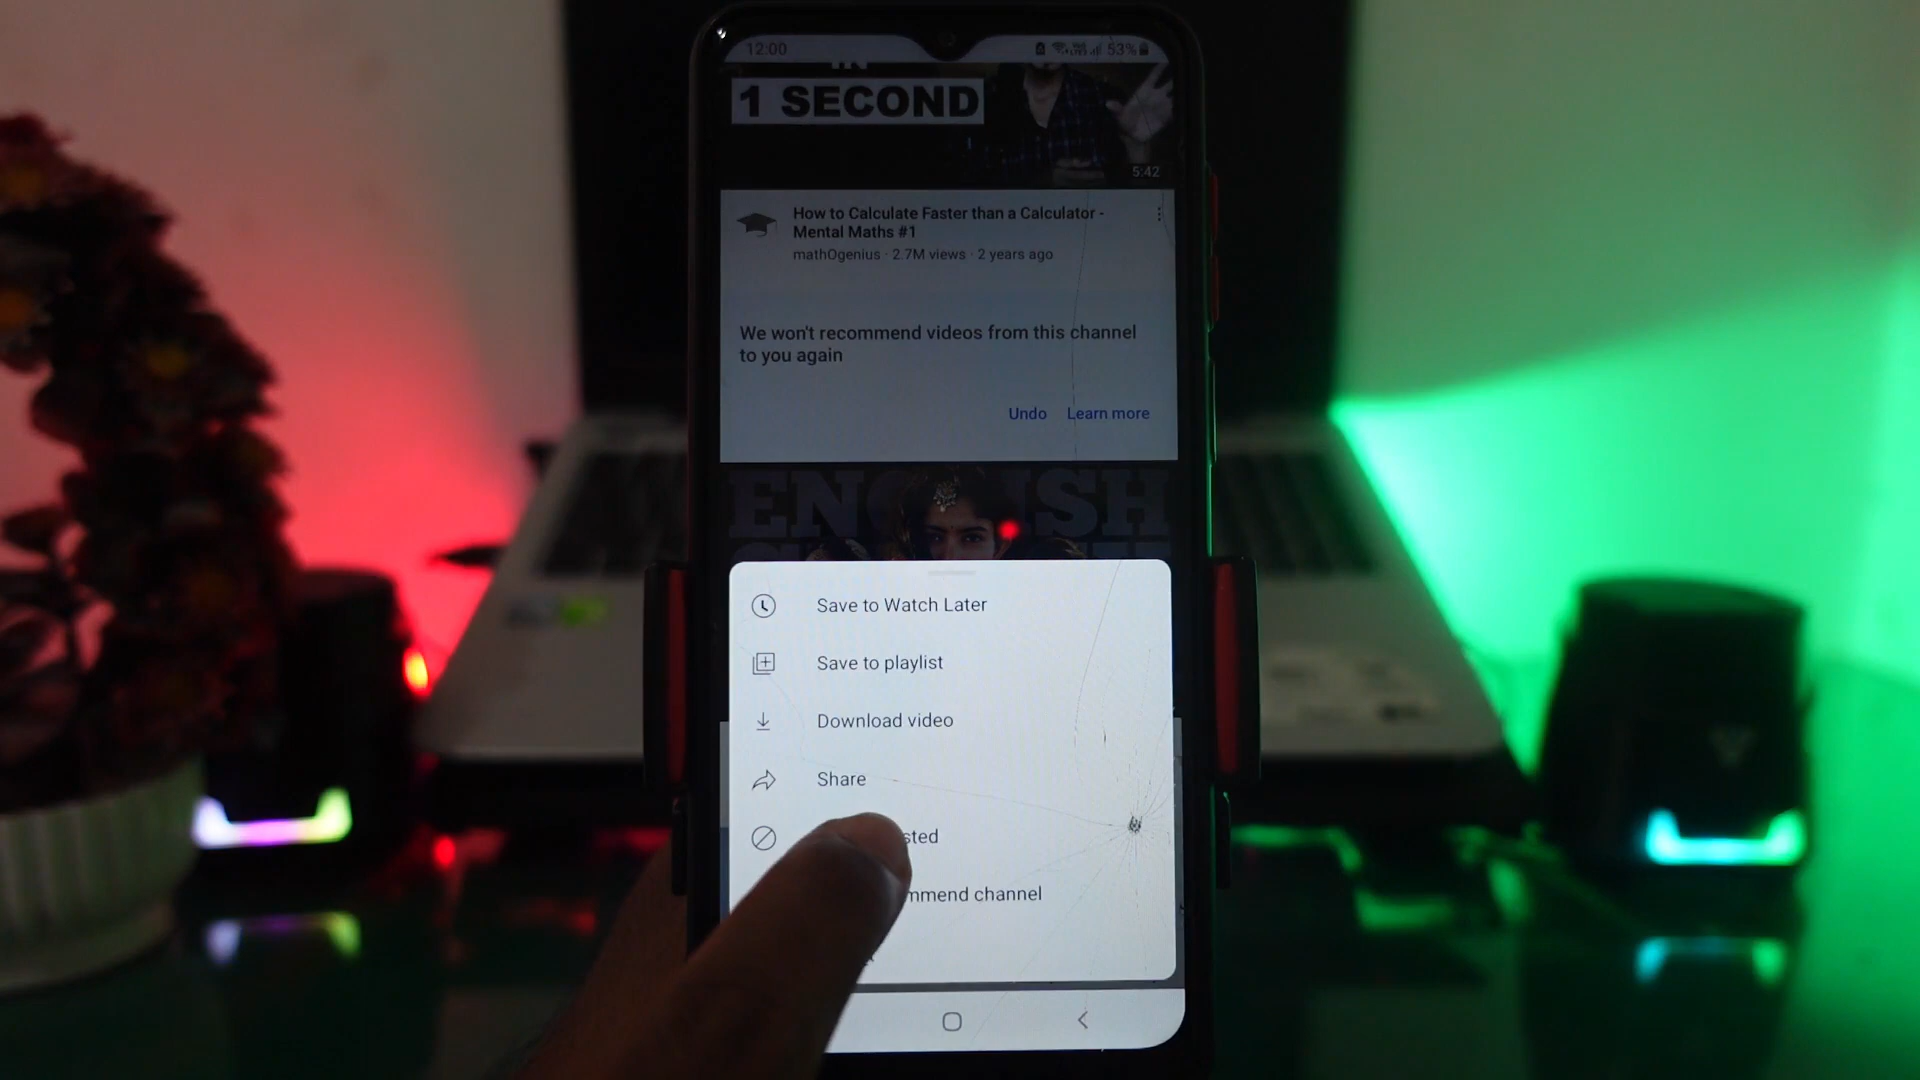 12:00
53%
1 SECOND
5:42
How to Calculate Faster than a Calculator -
Mental Maths #1
mathOgenius · 2.7M views · 2 years ago
We won't recommend videos from this channel
to you again
Undo Learn more
Save to Watch Later
Save to playlist
Download video
Share
sted
mmend channel